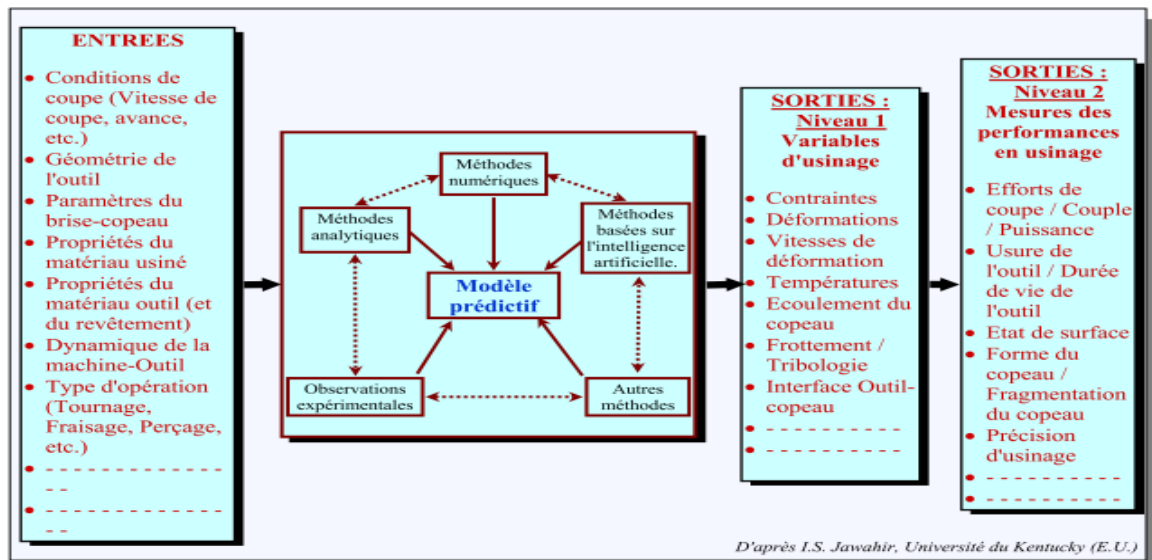 ENTREES
• Conditions de
coupe (Vitesse de
coupe, avance,
etc.)
• Géométrie de
l'outil
• Paramètres du
brise-copeau
• Propriétés du
matériau usiné
• Propriétés du
matériau outil (et
du revêtement)
• Dynamique de la
machine-Outil
• Type d'opération
(Tournage,
Fraisage, Perçage,
etc.)
• - - - - - - - - - - - - -
- -
• - - - - - - - - - - - - -
- -
Méthodes
numériques
Méthodes
analytiques
Méthodes
basées sur
l'intelligence
artificielle.
Modèle
prédictif
Observations
expérimentales
Autres
méthodes
SORTIES :
Niveau 1
Variables
d'usinage
• Contraintes
• Déformations
• Vitesses de
déformation
• Températures
• Ecoulement du
copeau
• Frottement /
Tribologie
• Interface Outil-
copeau
• - - - - - - - - - -
• - - - - - - - - - -
SORTIES :
Niveau 2
Mesures des
performances
en usinage
• Efforts de
coupe / Couple
/ Puissance
• Usure de
l'outil / Durée
de vie de
l'outil
• Etat de surface
• Forme du
copeau /
Fragmentation
du copeau
• Précision
d'usinage
• - - - - - - - - - -
• - - - - - - - - - -
D'après I.S. Jawahir, Université du Kentucky (E.U.)